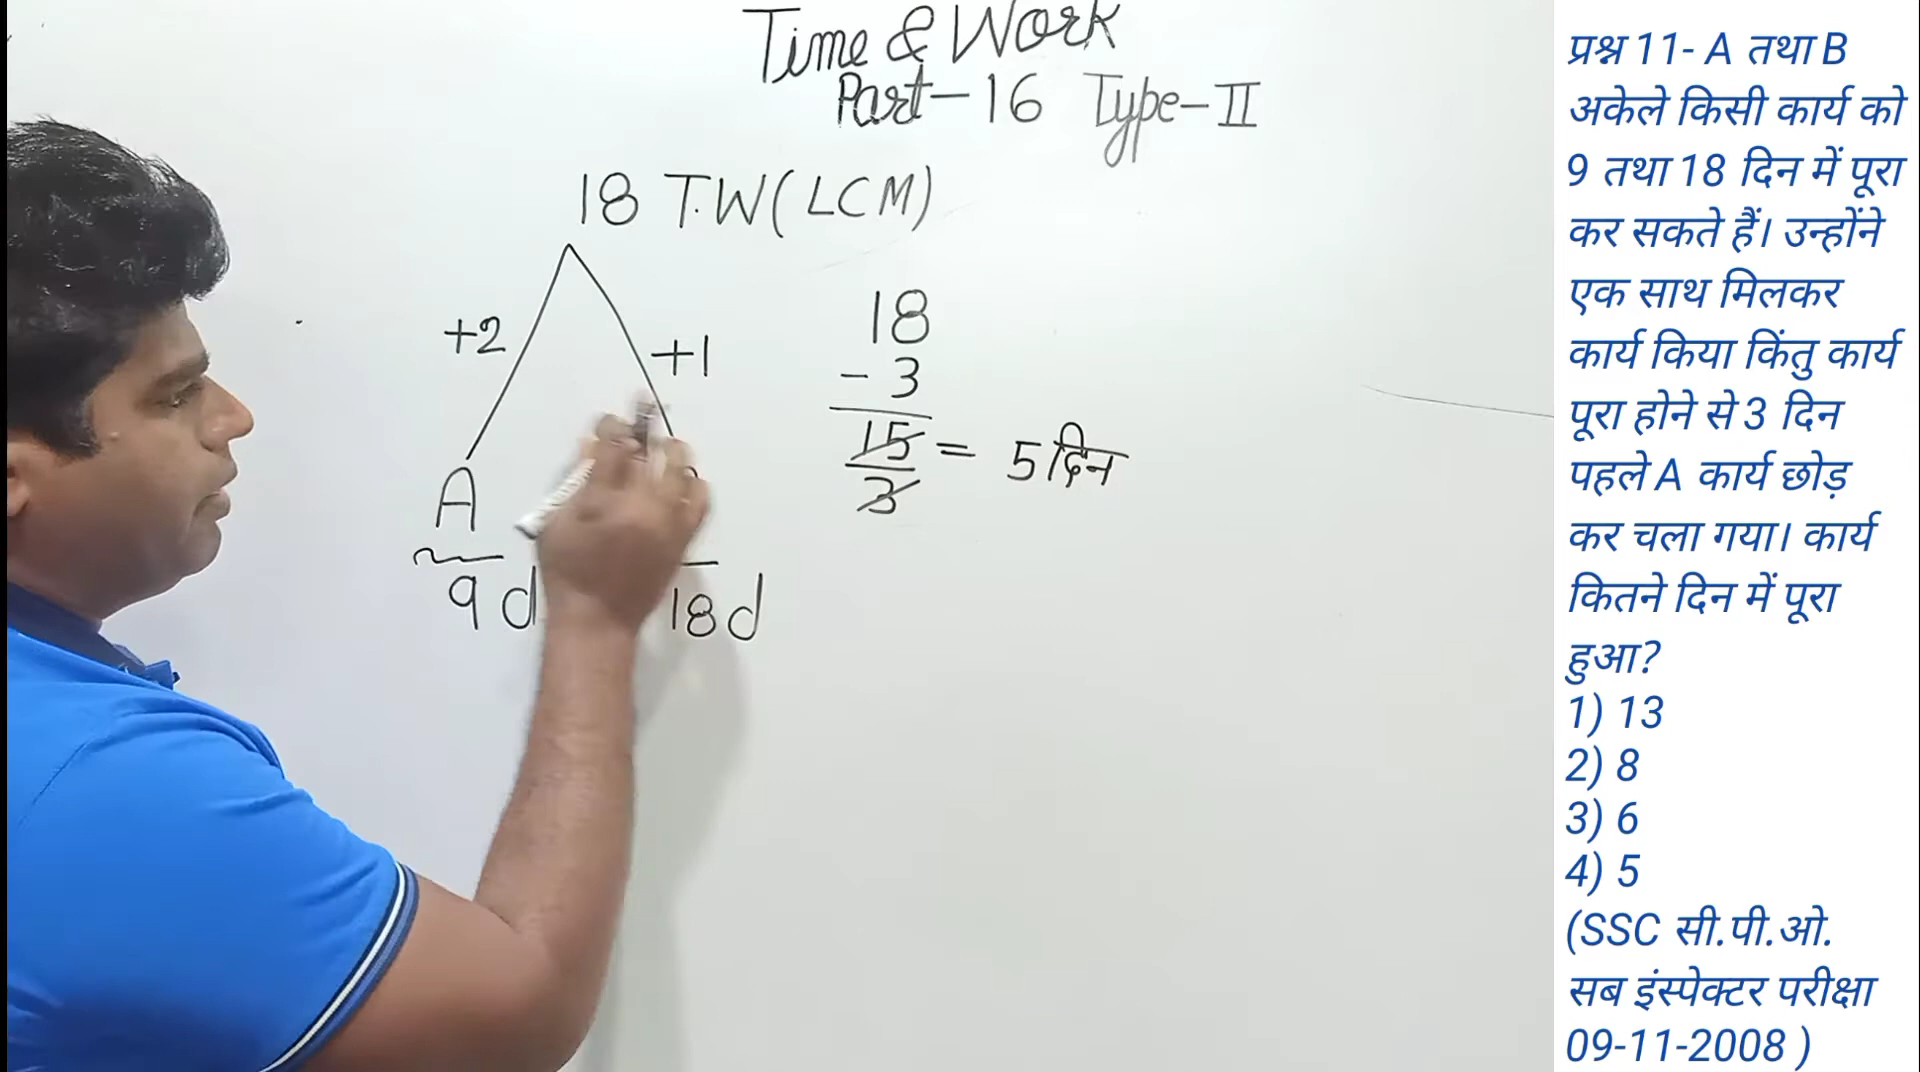 Time & Work
Part-16 Type-II
18 T.W(LCM)
+2
+1
A
9 d
18 d
18
- 3
15
3
= 5 दिन
प्रश्न 11- A तथा B
अकेले किसी कार्य को
9 तथा 18 दिन में पूरा
कर सकते हैं। उन्होंने
एक साथ मिलकर
कार्य किया किंतु कार्य
पूरा होने से 3 दिन
पहले A कार्य छोड़
कर चला गया। कार्य
कितने दिन में पूरा
हुआ?
1) 13
2) 8
3) 6
4) 5
(SSC सी.पी.ओ.
सब इंस्पेक्टर परीक्षा
09-11-2008 )